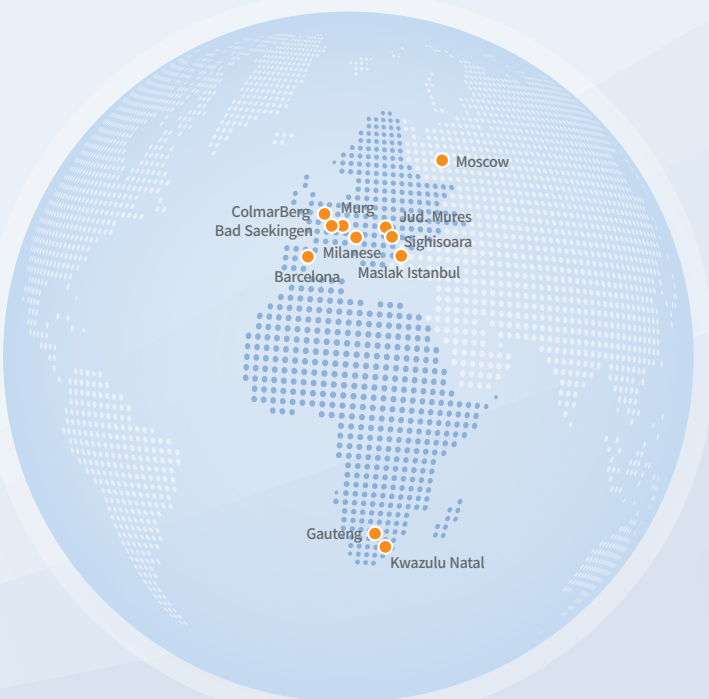 Moscow
ColmarBerg
Murg
Jud. Mures
Bad Saekingen
Sighisoara
Milanese
Maslak Istanbul
Barcelona
Gauteng
Kwazulu Natal